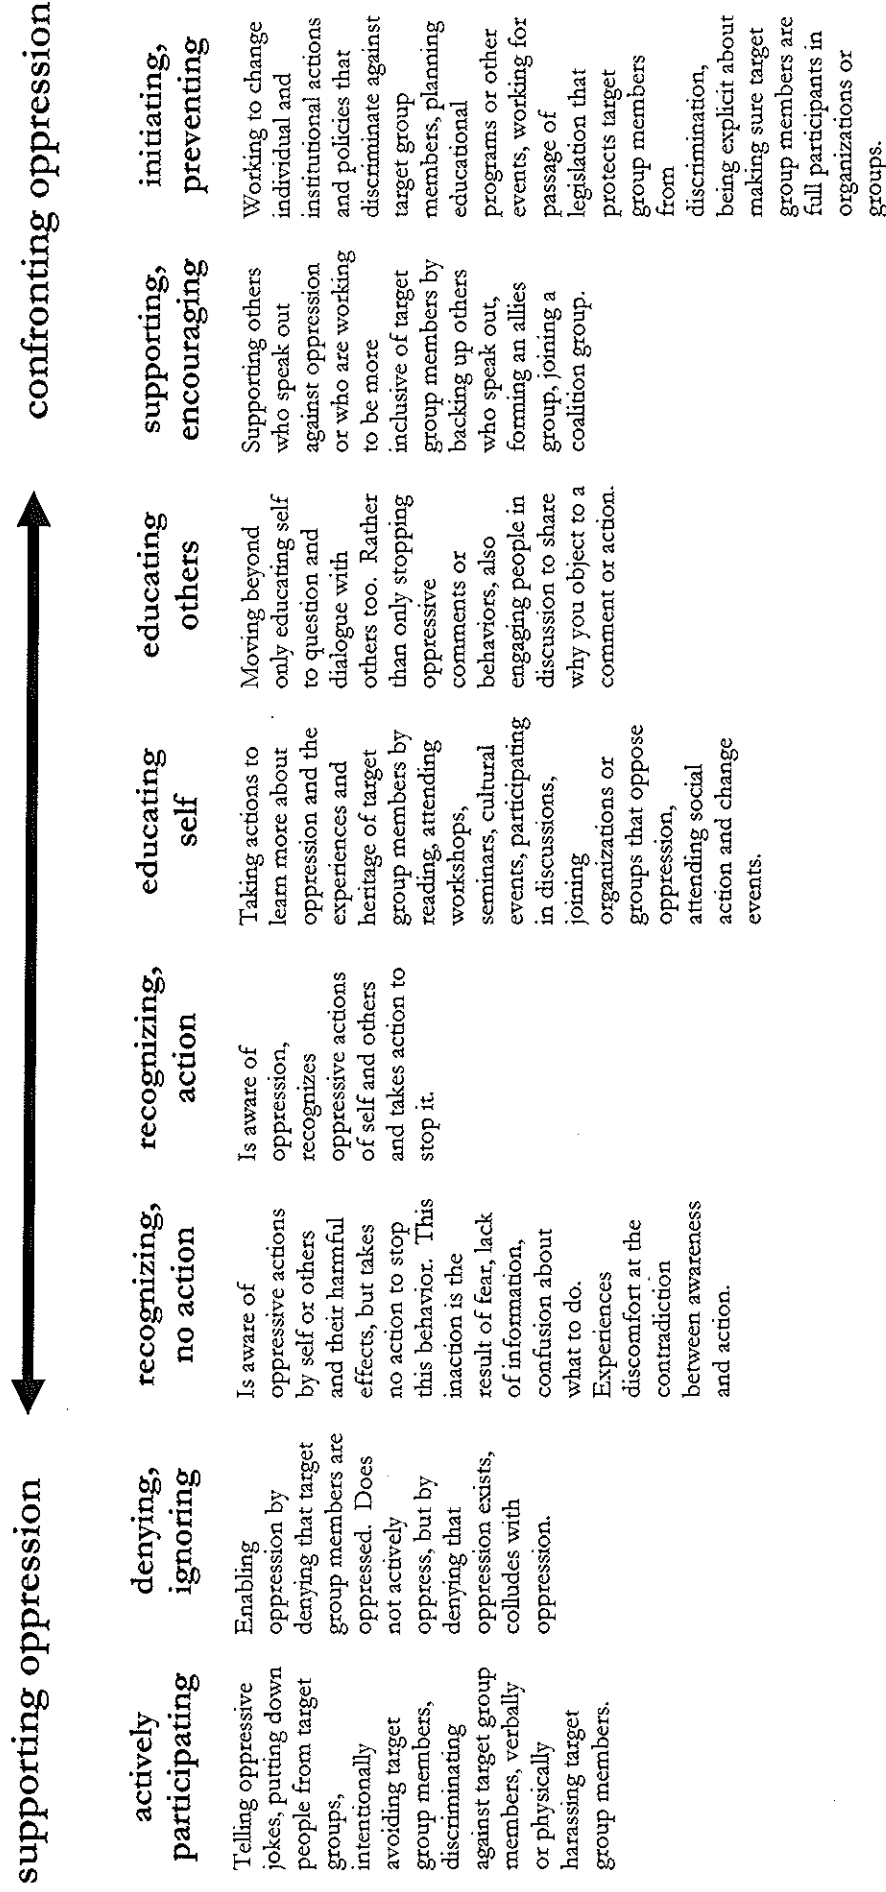 supporting oppression
confronting oppression
actively
participating
Telling oppressive
jokes, putting down
people from target
groups,
intentionally
avoiding target
group members,
discriminating
against target group
members, verbally
or physically
harassing target
group members.
denying,
ignoring
Enabling
oppression by
denying that target
group members are
oppressed. Does
not actively
oppress, but by
denying that
oppression exists,
colludes with
oppression.
recognizing,
no action
Is aware of
oppressive actions
by self or others
and their harmful
effects, but takes
no action to stop
this behavior. This
inaction is the
result of fear, lack
of information,
confusion about
what to do.
Experiences
discomfort at the
contradiction
between awareness
and action.
recognizing,
action
Is aware of
oppression,
recognizes
oppressive actions
of self and others
and takes action to
stop it.
educating
self
Taking actions to
learn more about
oppression and the
experiences and
heritage of target
group members by
reading, attending
workshops,
seminars, cultural
events, participating
in discussions,
joining
organizations or
groups that oppose
oppression,
attending social
action and change
events.
educating
others
Moving beyond
only educating self
to question and
dialogue with
others too. Rather
than only stopping
oppressive
comments or
behaviors, also
engaging people in
discussion to share
why you object to a
comment or action.
supporting,
encouraging
Supporting others
who speak out
against oppression
or who are working
to be more
inclusive of target
group members by
backing up others
who speak out,
forming an allies
group, joining a
coalition group.
initiating,
preventing
Working to change
individual and
institutional actions
and policies that
discriminate against
target group
members, planning
educational
programs or other
events, working for
passage of
legislation that
protects target
group members
from
discrimination,
being explicit about
making sure target
group members are
full participants in
organizations or
groups.